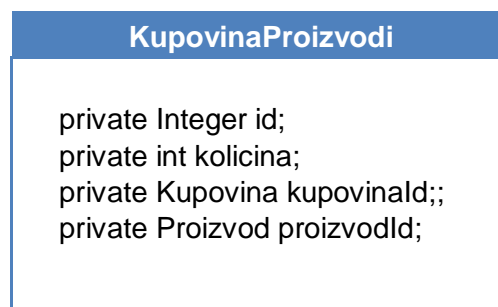 KupovinaProizvodi
private Integer id;
private int kolicina;
private Kupovina kupovinaId;;
private Proizvod proizvodId;